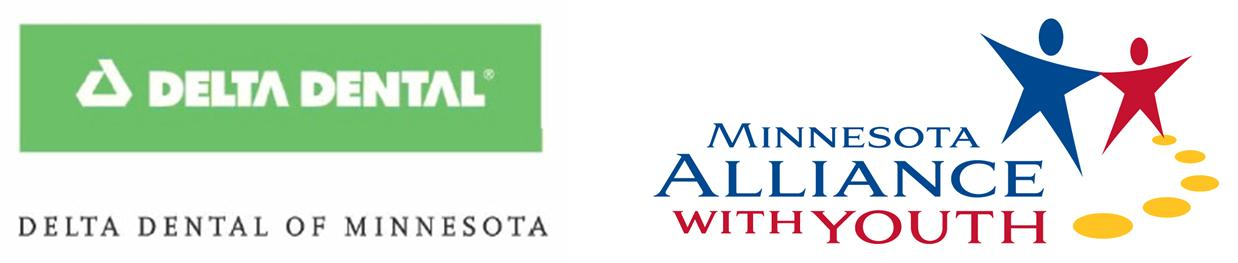 DELTA DENTAL®
DELTA DENTAL OF MINNESOTA
MINNESOTA
ALLIANCE
WITH YOUTH